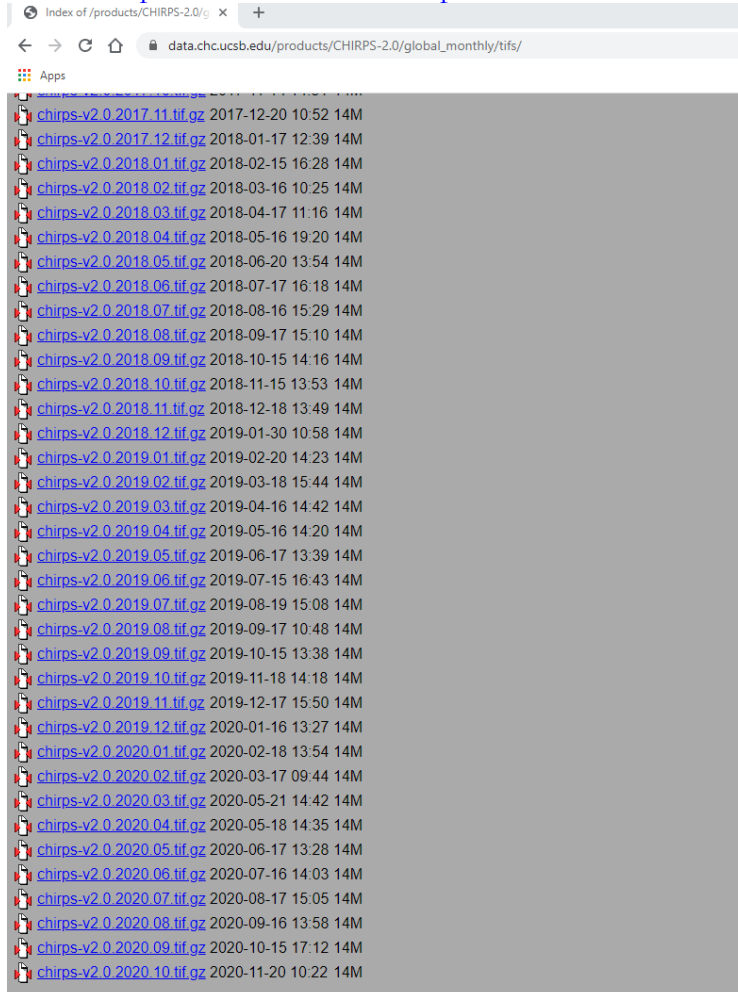 Index of /products/CHIRPS-2.0/g
data.chc.ucsb.edu/products/CHIRPS-2.0/global_monthly/tifs/
Apps
chirps-v2.0.2017.11.tif.gz 2017-12-20 10:52 14M
chirps-v2.0.2017.12.tif.gz 2018-01-17 12:39 14M
chirps-v2.0.2018.01.tif.gz 2018-02-15 16:28 14M
chirps-v2.0.2018.02.tif.gz 2018-03-16 10:25 14M
chirps-v2.0.2018.03.tif.gz 2018-04-17 11:16 14M
chirps-v2.0.2018.04.tif.gz 2018-05-16 19:20 14M
chirps-v2.0.2018.05.tif.gz 2018-06-20 13:54 14M
chirps-v2.0.2018.06.tif.gz 2018-07-17 16:18 14M
chirps-v2.0.2018.07.tif.gz 2018-08-16 15:29 14M
chirps-v2.0.2018.08.tif.gz 2018-09-17 15:10 14M
chirps-v2.0.2018.09.tif.gz 2018-10-15 14:16 14M
chirps-v2.0.2018.10.tif.gz 2018-11-15 13:53 14M
chirps-v2.0.2018.11.tif.gz 2018-12-18 13:49 14M
chirps-v2.0.2018.12.tif.gz 2019-01-30 10:58 14M
chirps-v2.0.2019.01.tif.gz 2019-02-20 14:23 14M
chirps-v2.0.2019.02.tif.gz 2019-03-18 15:44 14M
chirps-v2.0.2019.03.tif.gz 2019-04-16 14:42 14M
chirps-v2.0.2019.04.tif.gz 2019-05-16 14:20 14M
chirps-v2.0.2019.05.tif.gz 2019-06-17 13:39 14M
chirps-v2.0.2019.06.tif.gz 2019-07-15 16:43 14M
chirps-v2.0.2019.07.tif.gz 2019-08-19 15:08 14M
chirps-v2.0.2019.08.tif.gz 2019-09-17 10:48 14M
chirps-v2.0.2019.09.tif.gz 2019-10-15 13:38 14M
chirps-v2.0.2019.10.tif.gz 2019-11-18 14:18 14M
chirps-v2.0.2019.11.tif.gz 2019-12-17 15:50 14M
chirps-v2.0.2019.12.tif.gz 2020-01-16 13:27 14M
chirps-v2.0.2020.01.tif.gz 2020-02-18 13:54 14M
chirps-v2.0.2020.02.tif.gz 2020-03-17 09:44 14M
chirps-v2.0.2020.03.tif.gz 2020-05-21 14:42 14M
chirps-v2.0.2020.04.tif.gz 2020-05-18 14:35 14M
chirps-v2.0.2020.05.tif.gz 2020-06-17 13:28 14M
chirps-v2.0.2020.06.tif.gz 2020-07-16 14:03 14M
chirps-v2.0.2020.07.tif.gz 2020-08-17 15:05 14M
chirps-v2.0.2020.08.tif.gz 2020-09-16 13:58 14M
chirps-v2.0.2020.09.tif.gz 2020-10-15 17:12 14M
chirps-v2.0.2020.10.tif.gz 2020-11-20 10:22 14M